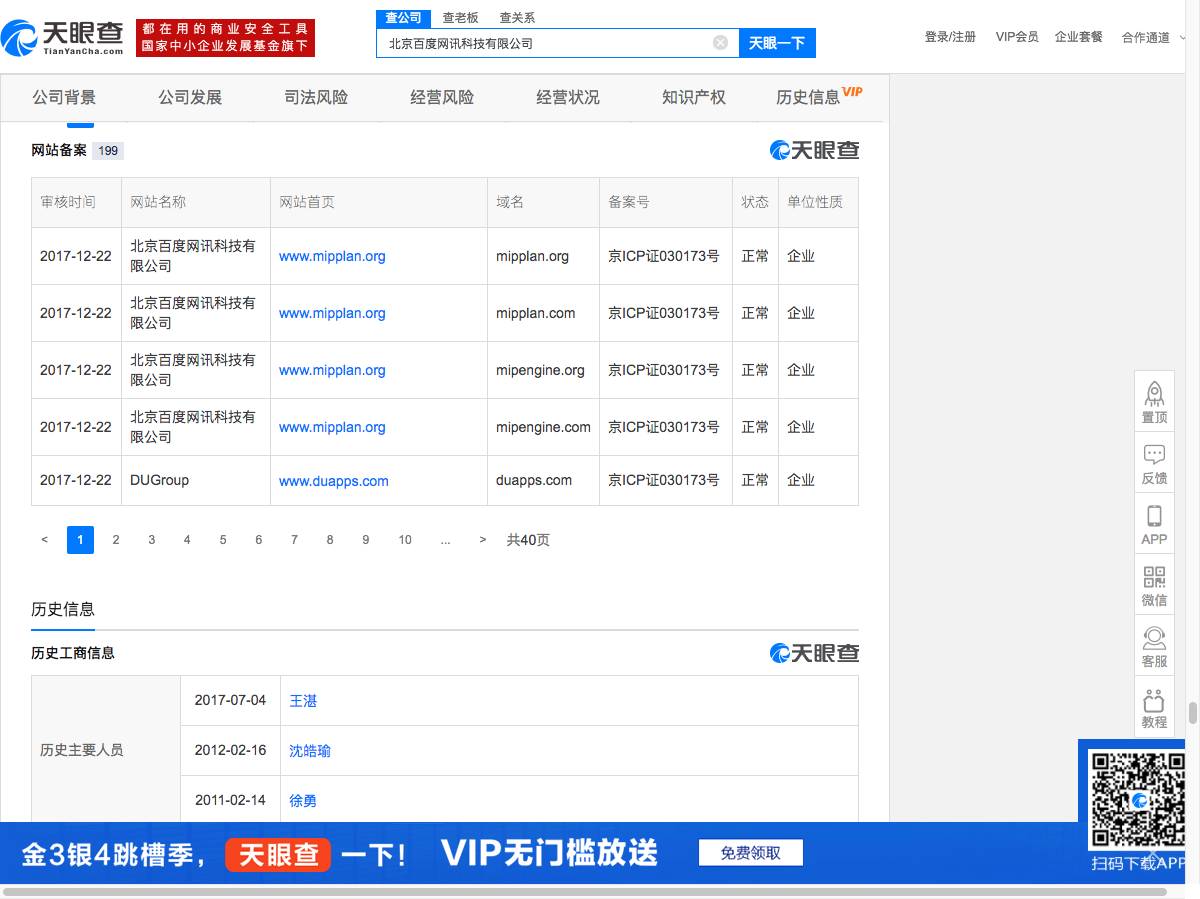 天眼查
TianYanCha.com
都在用的商业安全工具
国家中小企业发展基金旗下
查公司 查老板 查关系
北京百度网讯科技有限公司
天眼一下
登录/注册 VIP会员 企业套餐 合作通道
公司背景 公司发展 司法风险 经营风险 经营状况 知识产权 历史信息 VIP
网站备案 199
天眼查
审核时间 网站名称 网站首页 域名 备案号 状态 单位性质
2017-12-22 北京百度网讯科技有限公司 www.mipplan.org mipplan.org 京ICP证030173号 正常 企业
2017-12-22 北京百度网讯科技有限公司 www.mipplan.org mipplan.com 京ICP证030173号 正常 企业
2017-12-22 北京百度网讯科技有限公司 www.mipplan.org mipengine.org 京ICP证030173号 正常 企业
2017-12-22 北京百度网讯科技有限公司 www.mipplan.org mipengine.com 京ICP证030173号 正常 企业
2017-12-22 DUGroup www.duapps.com duapps.com 京ICP证030173号 正常 企业
< 1 2 3 4 5 6 7 8 9 10 ... > 共40页
历史信息
历史工商信息
天眼查
历史主要人员
2017-07-04 王湛
2012-02-16 沈皓瑜
2011-02-14 徐勇
置顶
反馈
APP
微信
客服
教程
金3银4跳槽季，天眼查一下！ VIP无门槛放送 免费领取
扫码下载APP